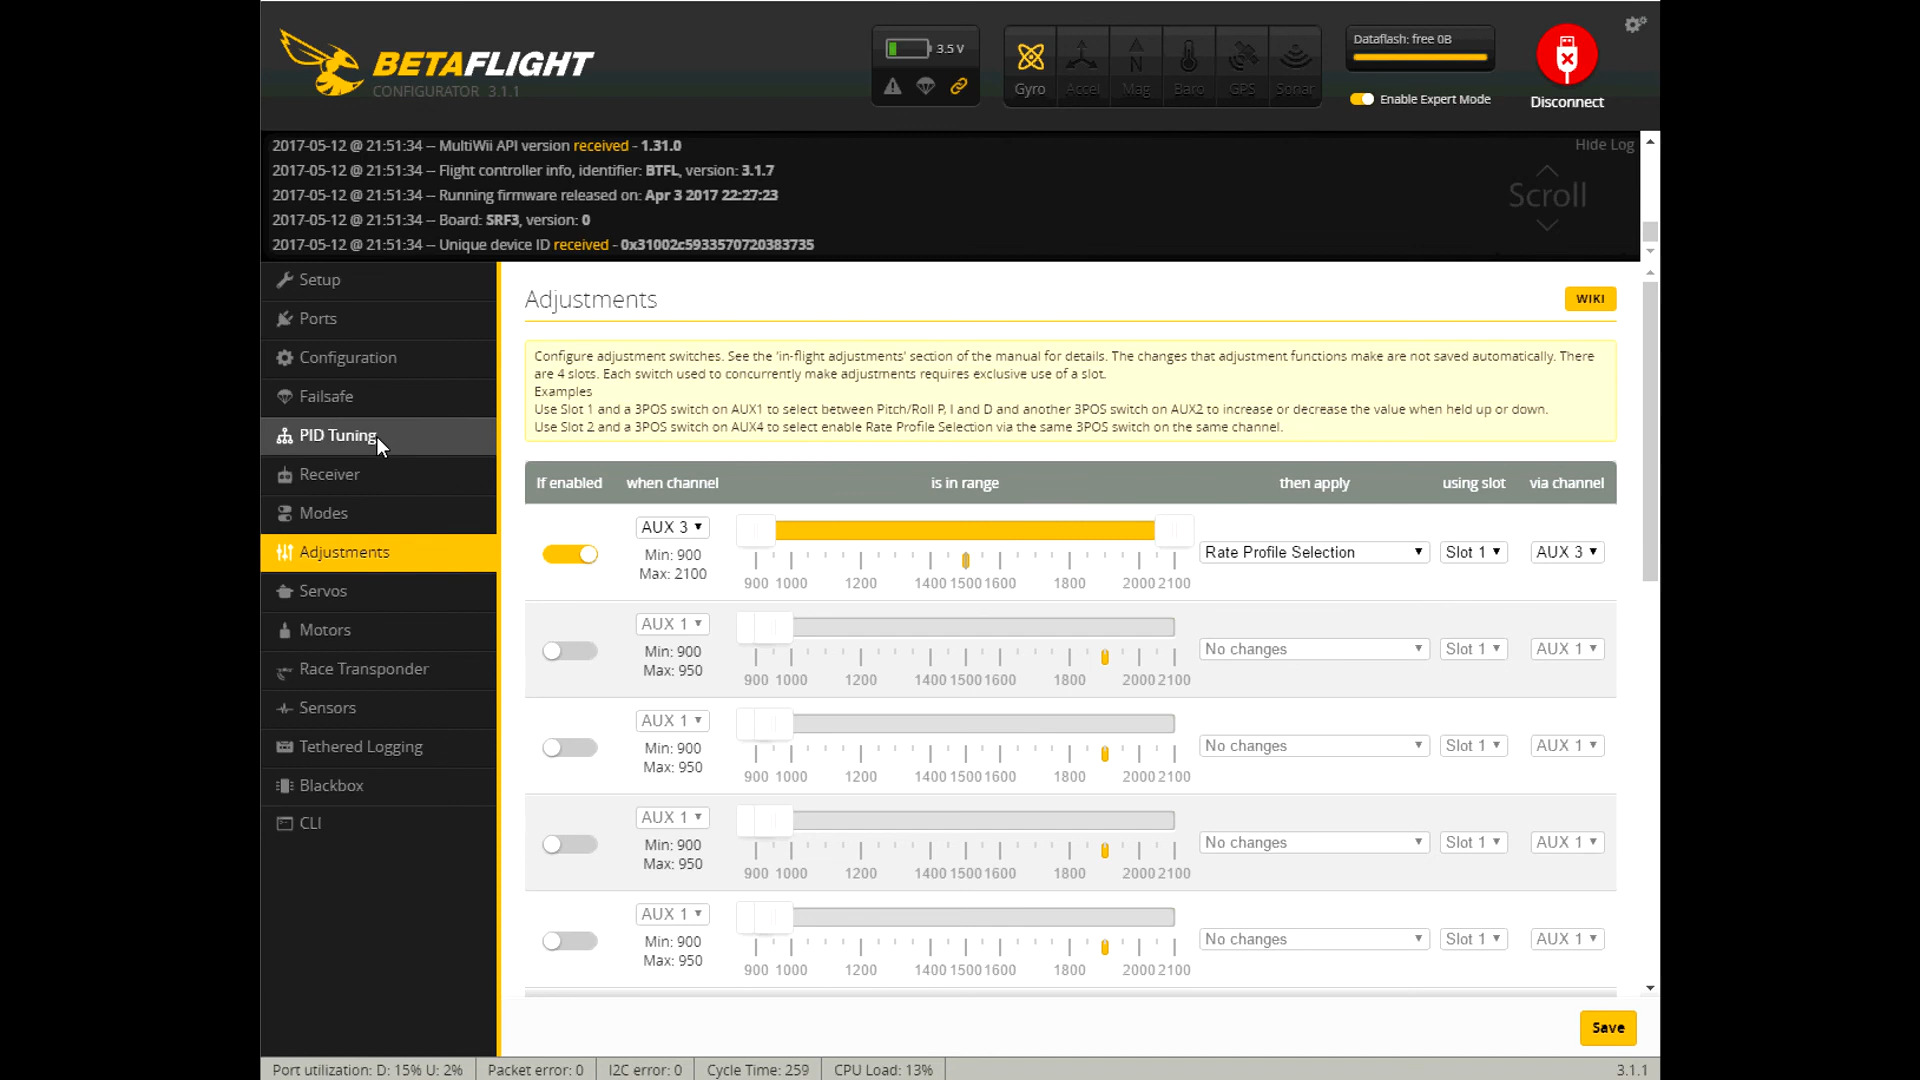 BETAFLIGHT
CONFIGURATOR 3.1.1
3.5 V
Gyro
Accel
Mag
Baro
GPS
Sonar
Dataflash: free 0B
Enable Expert Mode
Disconnect
2017-05-12 @ 21:51:34 -- MultiWii API version received - 1.31.0
2017-05-12 @ 21:51:34 -- Flight controller info, identifier: BTFL, version: 3.1.7
2017-05-12 @ 21:51:34 -- Running firmware released on: Apr 3 2017 22:27:23
2017-05-12 @ 21:51:34 -- Board: SRF3, version: 0
2017-05-12 @ 21:51:34 -- Unique device ID received - 0x31002c5933570720383735
Hide Log
Scroll
Setup
Ports
Configuration
Failsafe
PID Tuning
Receiver
Modes
Adjustments
Servos
Motors
Race Transponder
Sensors
Tethered Logging
Blackbox
CLI
Adjustments
WIKI
Configure adjustment switches. See the 'in-flight adjustments' section of the manual for details. The changes that adjustment functions make are not saved automatically. There
are 4 slots. Each switch used to concurrently make adjustments requires exclusive use of a slot.
Examples
Use Slot 1 and a 3POS switch on AUX1 to select between Pitch/Roll P, I and D and another 3POS switch on AUX2 to increase or decrease the value when held up or down.
Use Slot 2 and a 3POS switch on AUX4 to select enable Rate Profile Selection via the same 3POS switch on the same channel.
If enabled when channel is in range then apply using slot via channel
AUX 3
Min: 900
Max: 2100
900 1000 1200 1400 1500 1600 1800 2000 2100
Rate Profile Selection Slot 1 AUX 3
AUX 1
Min: 900
Max: 950
900 1000 1200 1400 1500 1600 1800 2000 2100
No changes Slot 1 AUX 1
AUX 1
Min: 900
Max: 950
900 1000 1200 1400 1500 1600 1800 2000 2100
No changes Slot 1 AUX 1
AUX 1
Min: 900
Max: 950
900 1000 1200 1400 1500 1600 1800 2000 2100
No changes Slot 1 AUX 1
AUX 1
Min: 900
Max: 950
900 1000 1200 1400 1500 1600 1800 2000 2100
No changes Slot 1 AUX 1
Save
Port utilization: D: 15% U: 2% Packet error: 0 I2C error: 0 Cycle Time: 259 CPU Load: 13% 3.1.1